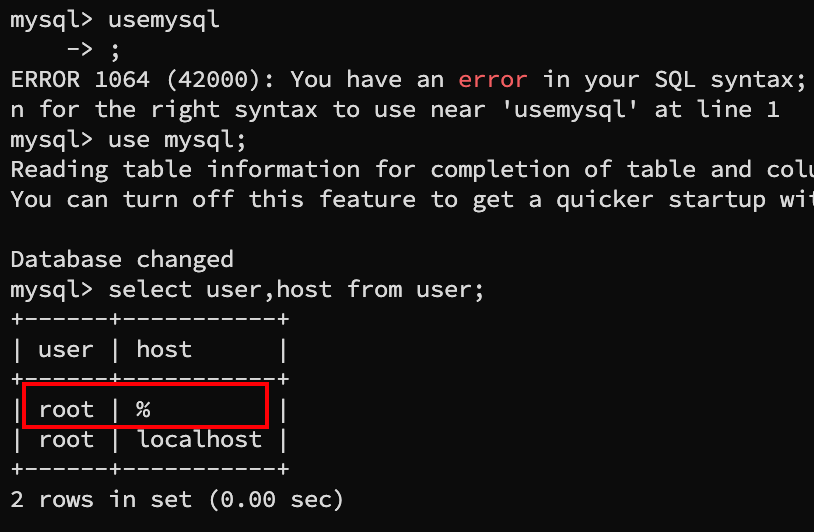 mysql> usemysql
    -> ;
ERROR 1064 (42000): You have an error in your SQL syntax;
n for the right syntax to use near 'usemysql' at line 1
mysql> use mysql;
Reading table information for completion of table and colu
You can turn off this feature to get a quicker startup wit

Database changed
mysql> select user,host from user;
+------+-----------+
| user | host      |
+------+-----------+
| root | %         |
| root | localhost |
+------+-----------+
2 rows in set (0.00 sec)